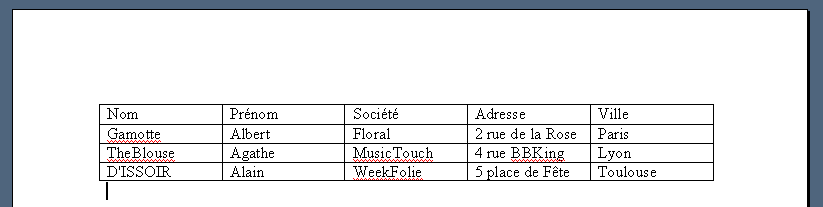 Nom Prénom Société Adresse Ville
Gamotte Albert Floral 2 rue de la Rose Paris
TheBlouse Agathe MusicTouch 4 rue BBKing Lyon
D'ISSOIR Alain WeekFolie 5 place de Fête Toulouse